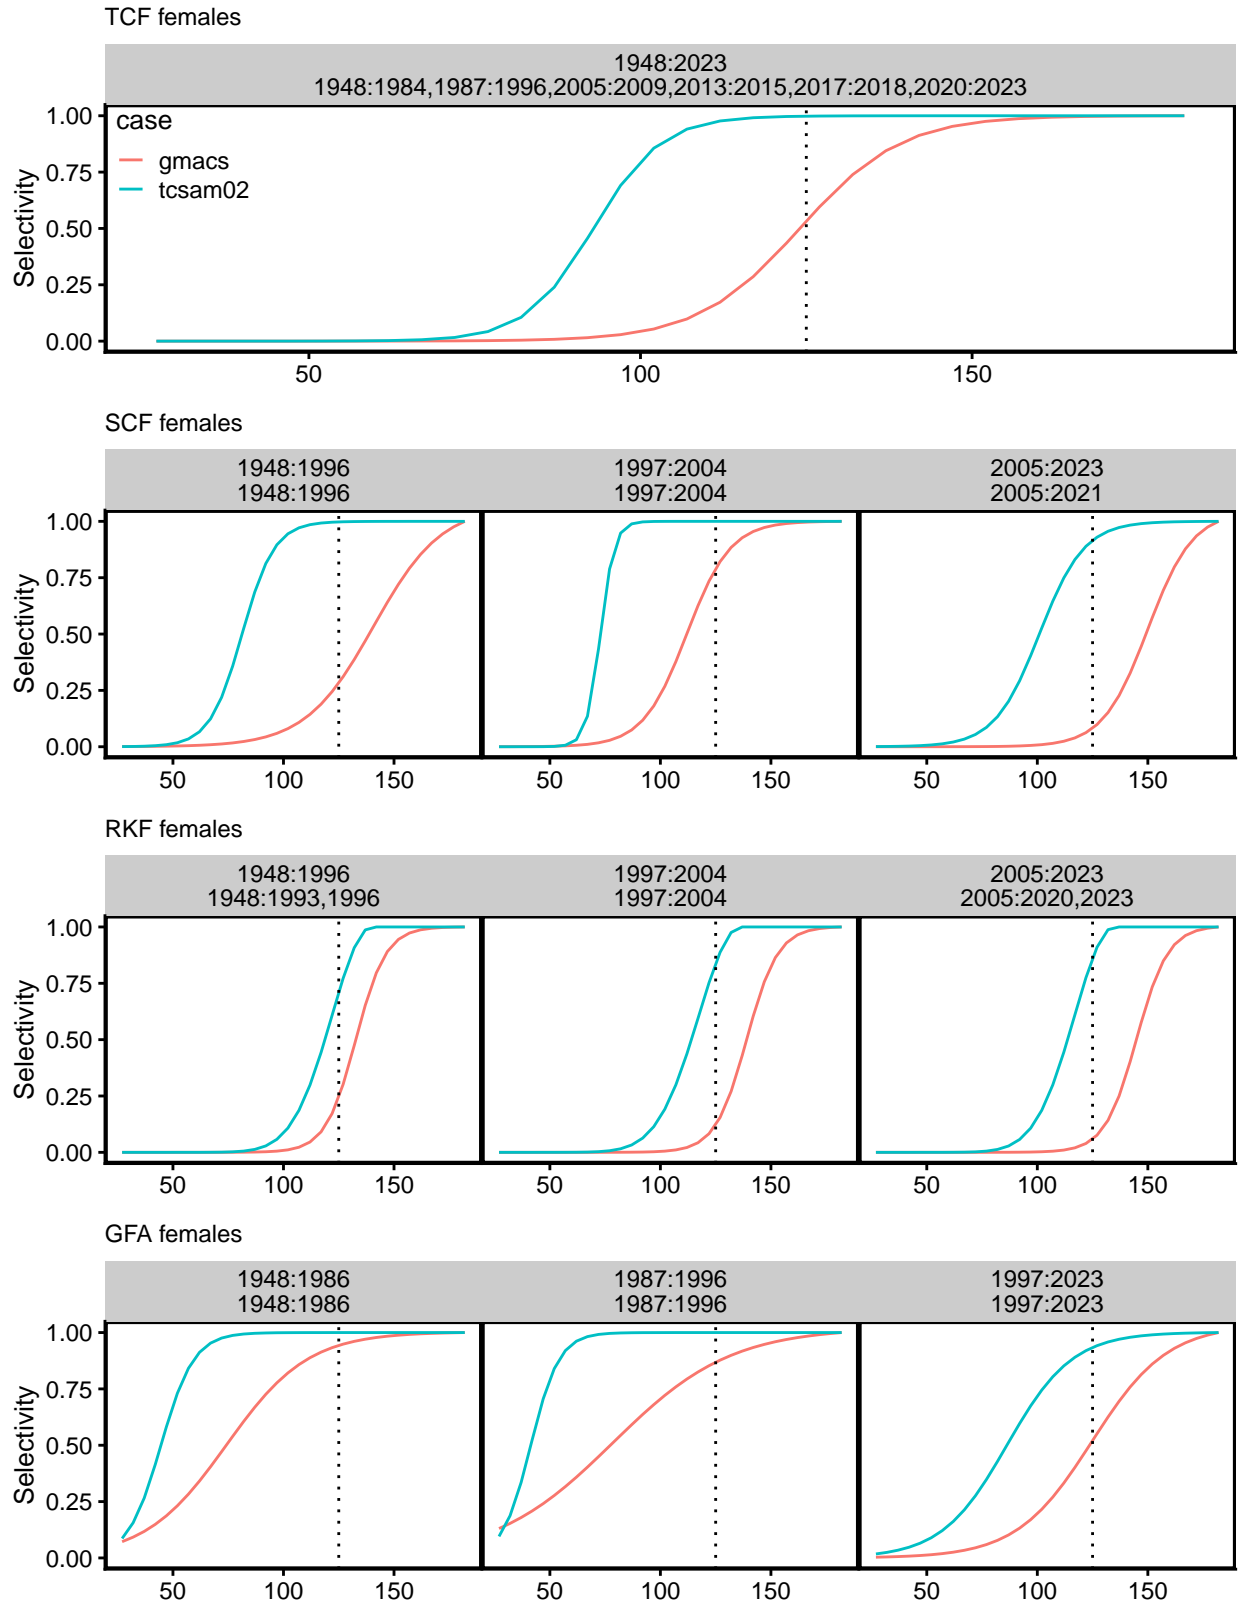 TCF females
1948:2023
1948:1984,1987:1996,2005:2009,2013:2015,2017:2018,2020:2023
case
gmacs
tcsam02
Selectivity
1.00
0.75
0.50
0.25
0.00
50 100 150
SCF females
1948:1996 1997:2004 2005:2023
1948:1996 1997:2004 2005:2021
Selectivity
1.00
0.75
0.50
0.25
0.00
50 100 150 50 100 150 50 100 150
RKF females
1948:1996 1997:2004 2005:2023
1948:1993,1996 1997:2004 2005:2020,2023
Selectivity
1.00
0.75
0.50
0.25
0.00
50 100 150 50 100 150 50 100 150
GFA females
1948:1986 1987:1996 1997:2023
1948:1986 1987:1996 1997:2023
Selectivity
1.00
0.75
0.50
0.25
0.00
50 100 150 50 100 150 50 100 150